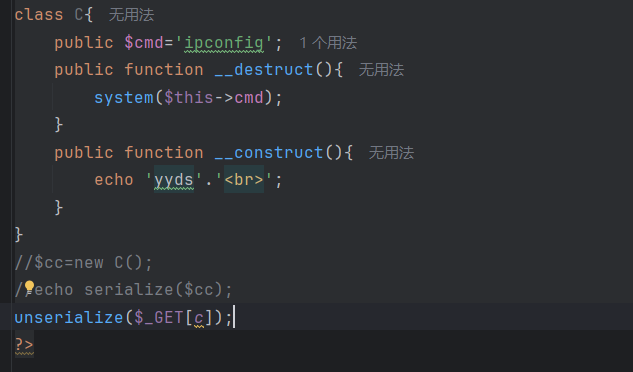 class C{ 无用法
public $cmd='ipconfig'; 1 个用法
public function __destruct(){ 无用法
system($this->cmd);
}
public function __construct(){ 无用法
echo 'yyds'.'<br>';
}
}
//$cc=new C();
//echo serialize($cc);
unserialize($_GET[c]);
?>